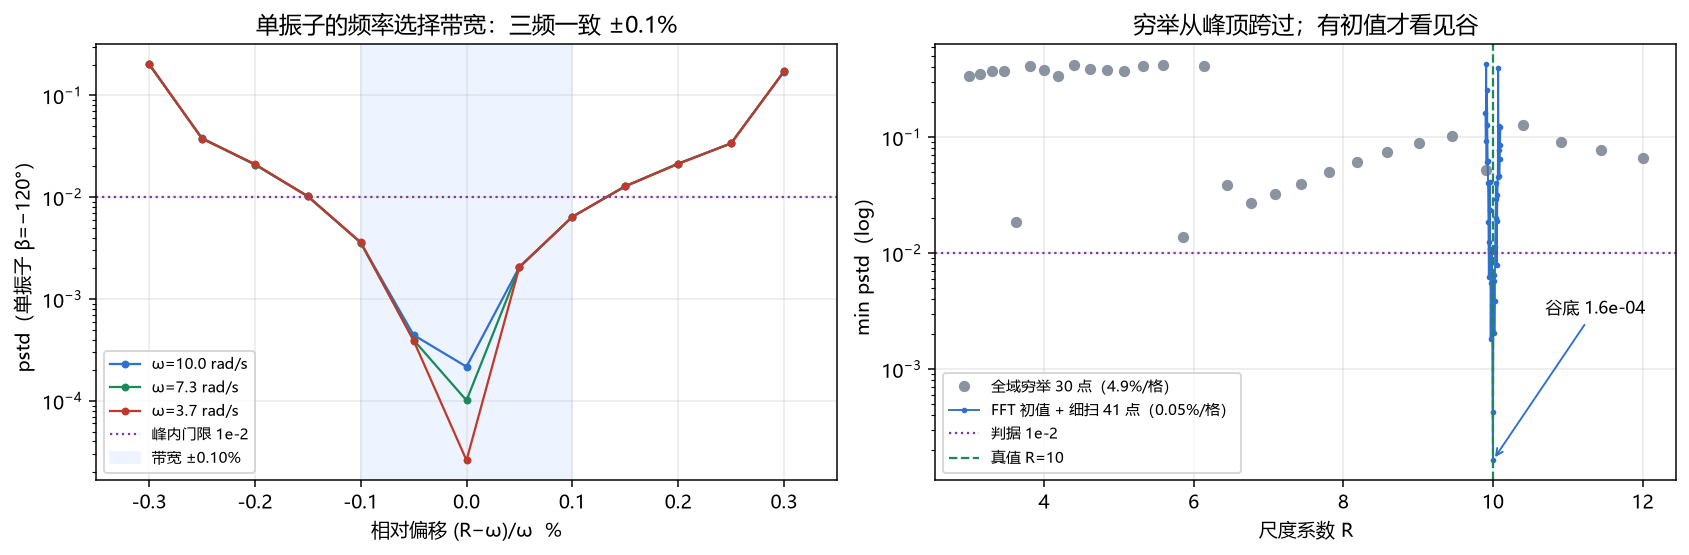 单振子的频率选择带宽：三频一致 ±0.1%
pstd（单振子 β=−120°）
10⁻¹
10⁻²
10⁻³
10⁻⁴
ω=10.0 rad/s
ω=7.3 rad/s
ω=3.7 rad/s
峰内门限 1e-2
带宽 ±0.10%
-0.3
-0.2
-0.1
0.0
0.1
0.2
0.3
相对偏移 (R−ω)/ω %
穷举从峰顶跨过；有初值才看见谷
min pstd（log）
10⁻¹
10⁻²
10⁻³
谷底 1.6e-04
全域穷举 30 点（4.9%/格）
FFT 初值 + 细扫 41 点（0.05%/格）
判据 1e-2
真值 R=10
4
6
8
10
12
尺度系数 R